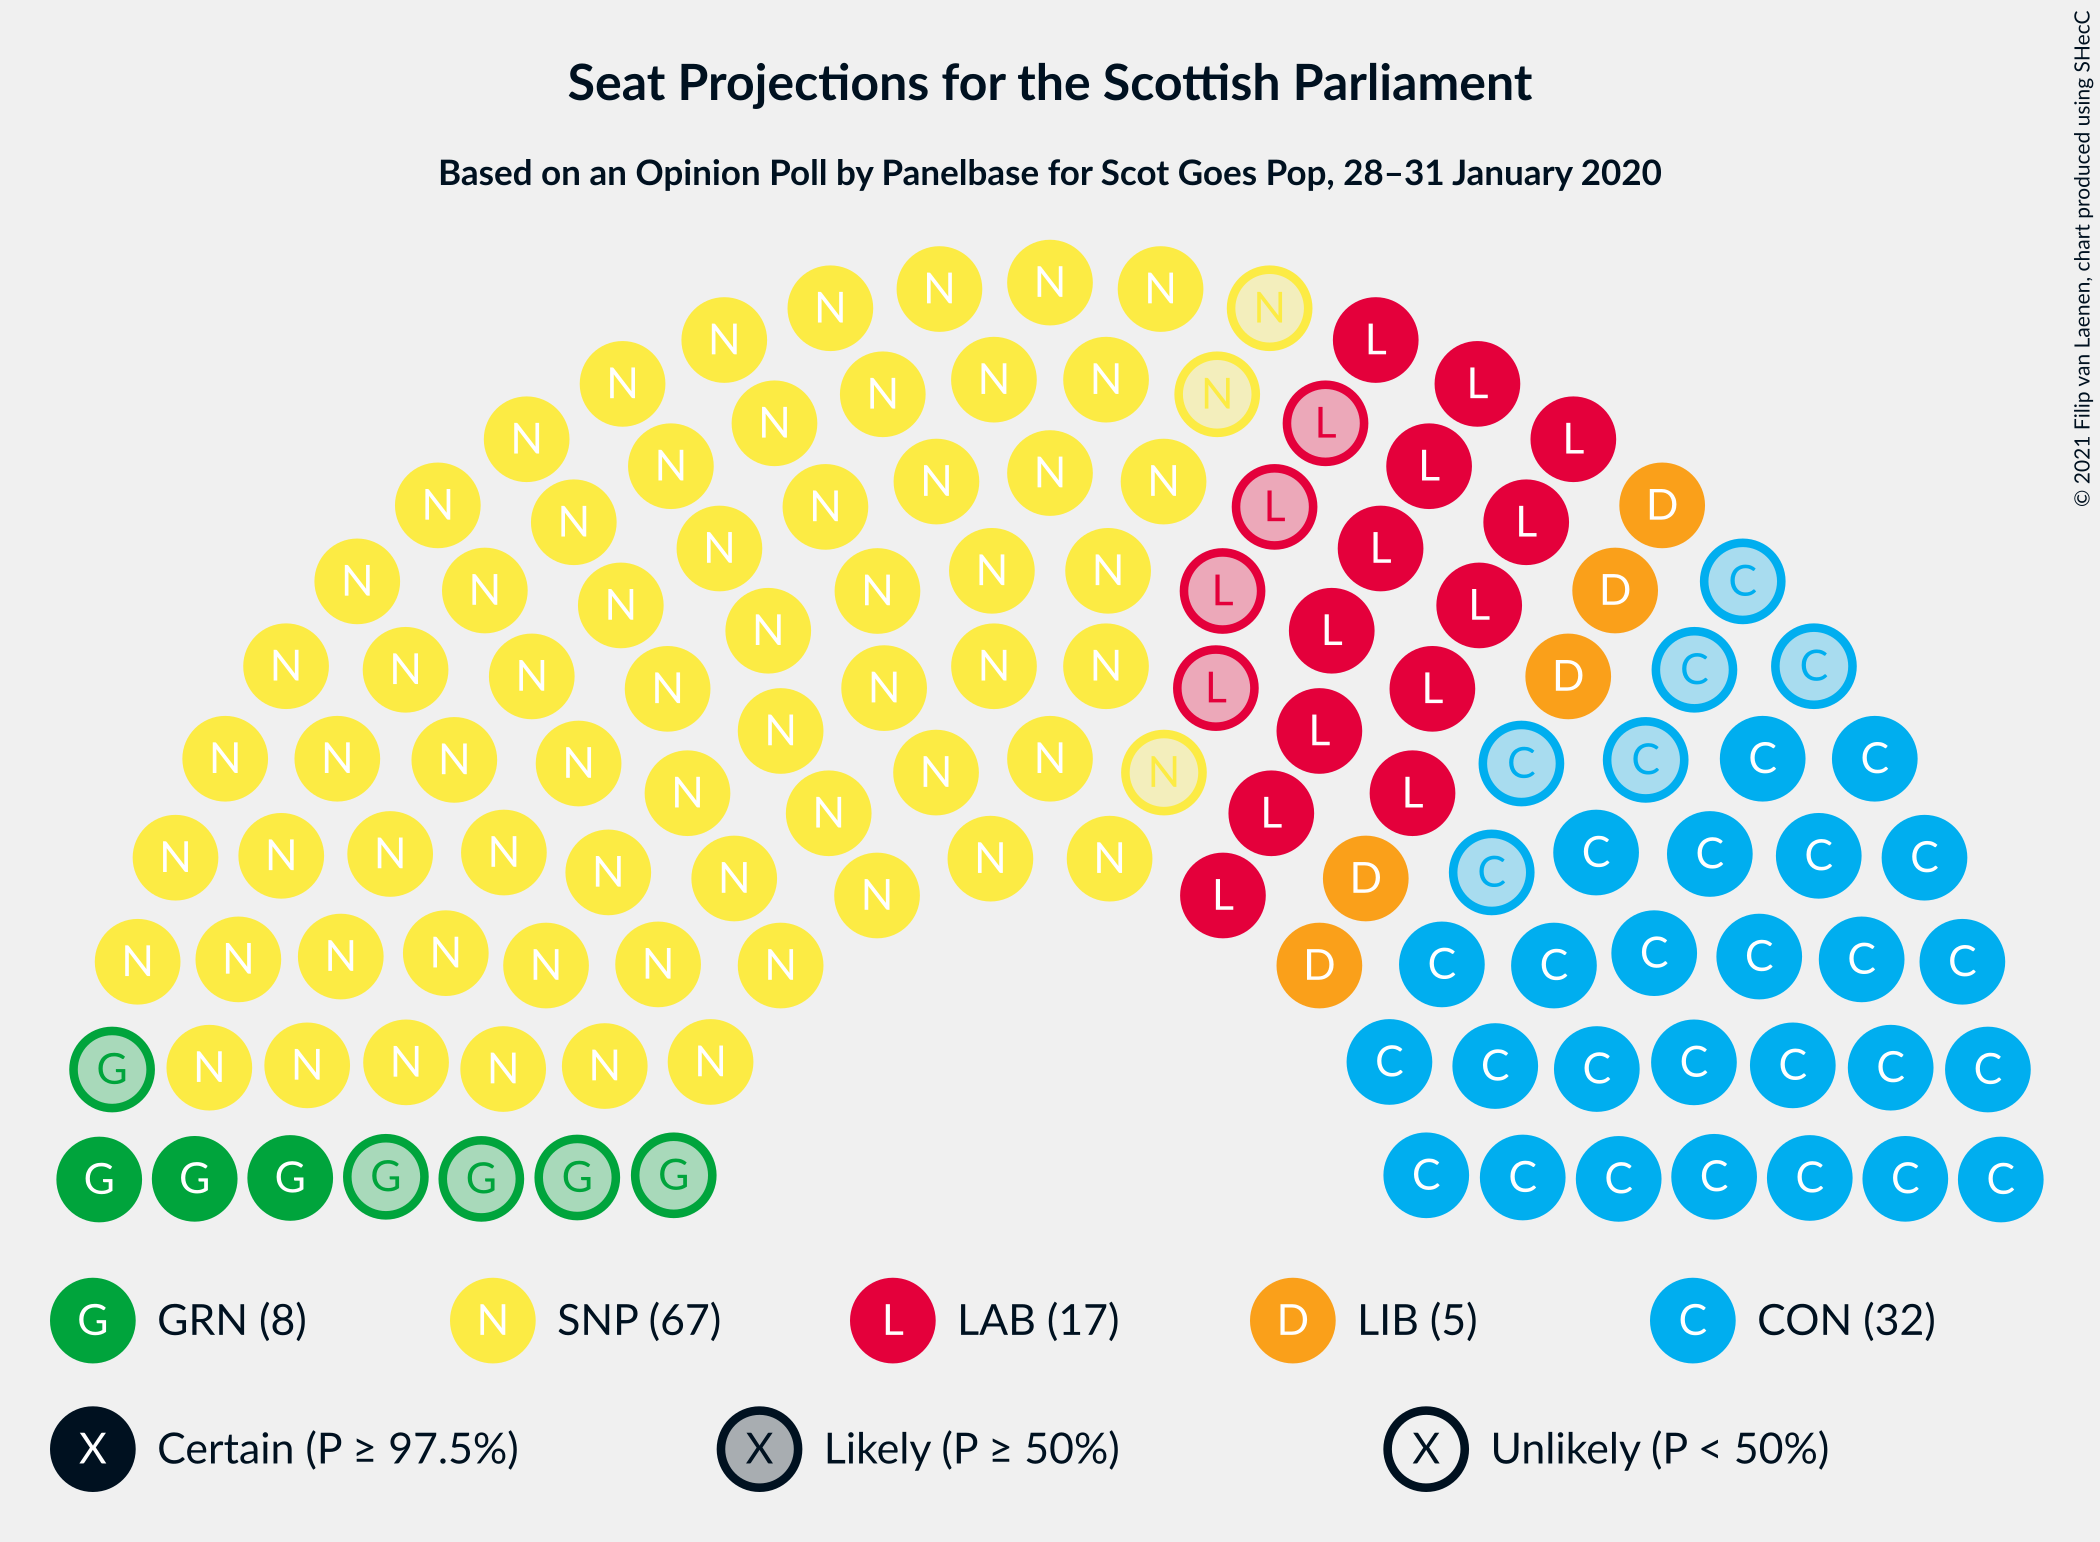 Seat Projections for the Scottish Parliament
Based on an Opinion Poll by Panelbase for Scot Goes Pop, 28–31 January 2020
© 2021 Filip van Laenen, chart produced using SHecC
N N N N N
N N L
N N N N N L
N N N L L
N N N N L L
N N N N L L D
N N N L L
N N N L D C
N N N N L L
N N N N L L
N N N N D C C
N N N N L L
N N N N L C C C C
N N N N N
N N L L
N N N N N N C C C C
N N N N D C
N N L
N N N N N N N D C C C C C C
G N N N N N N C C C C C C C
G G G G G G G C C C C C C C
G GRN (8) N SNP (67) L LAB (17) D LIB (5) C CON (32)
X Certain (P ≥ 97.5%) X Likely (P ≥ 50%) X Unlikely (P < 50%)